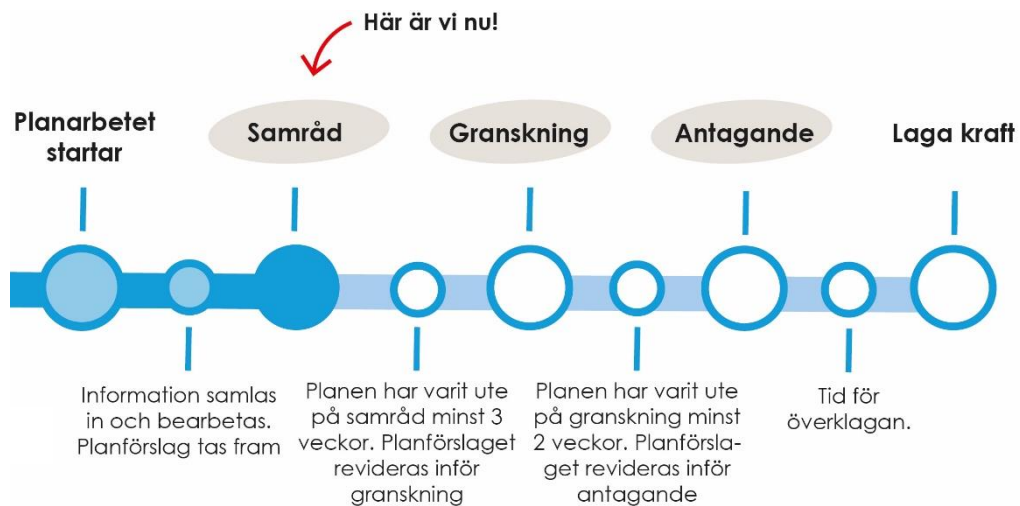 Här är vi nu!
Planarbetet
startar
Samråd
Granskning
Antagande
Laga kraft
Information samlas
in och bearbetas.
Planförslag tas fram
Planen har varit ute
på samråd minst 3
veckor. Planförslaget
revideras inför
granskning
Planen har varit ute
på granskning minst
2 veckor. Planförsla-
get revideras inför
antagande
Tid för
överklagan.